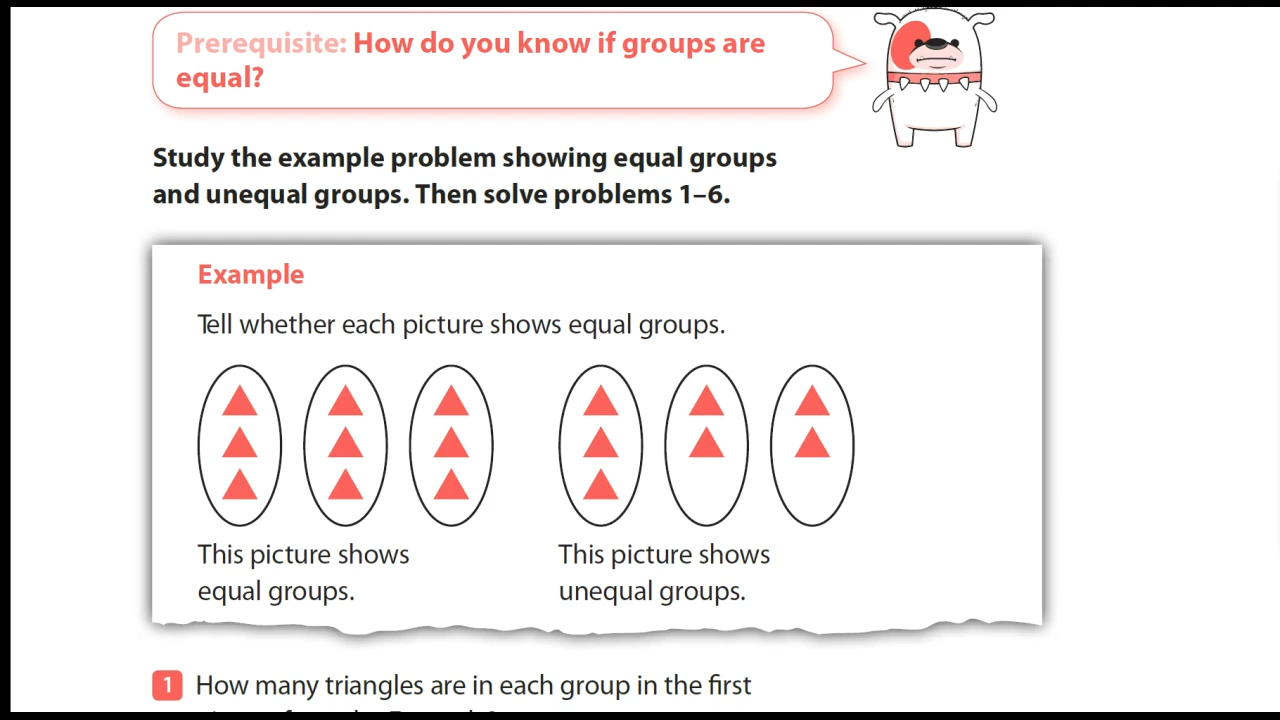 Prerequisite: How do you know if groups are
equal?
Study the example problem showing equal groups
and unequal groups. Then solve problems 1–6.
Example
Tell whether each picture shows equal groups.
This picture shows
equal groups.
This picture shows
unequal groups.
1 How many triangles are in each group in the first